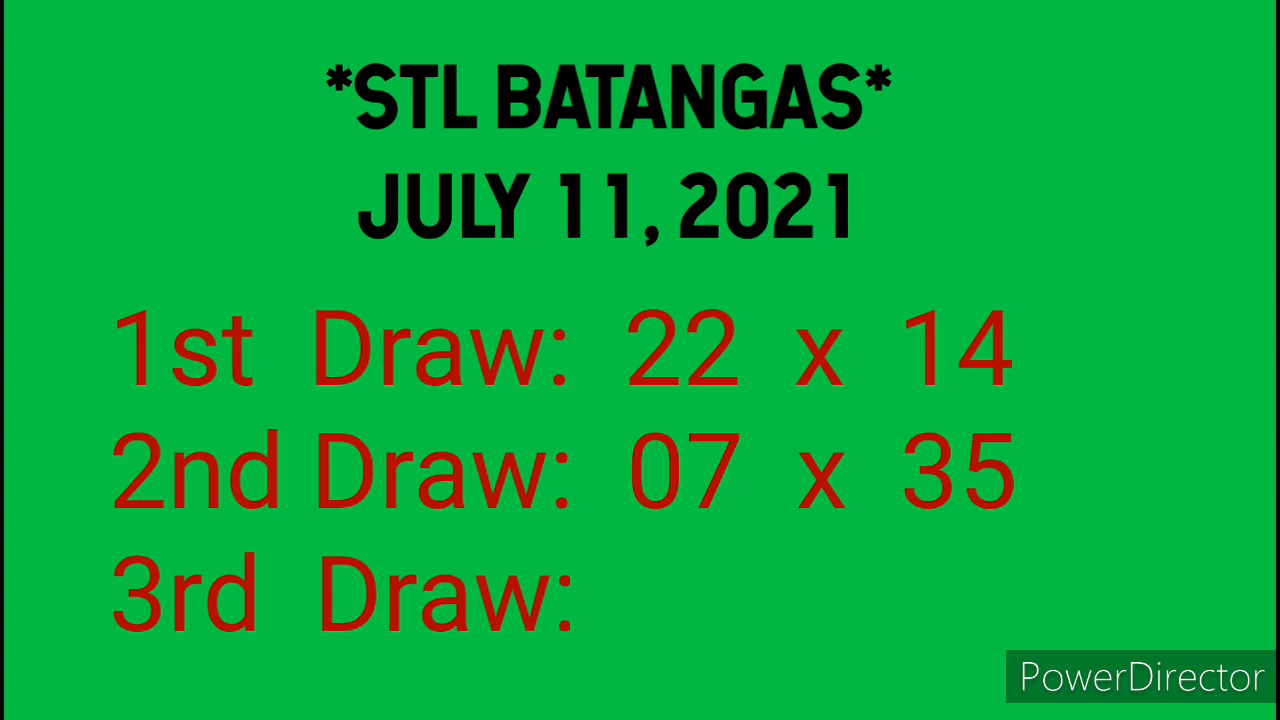 *STL BATANGAS*
JULY 11, 2021
1st Draw: 22 x 14
2nd Draw: 07 x 35
3rd Draw:
PowerDirector